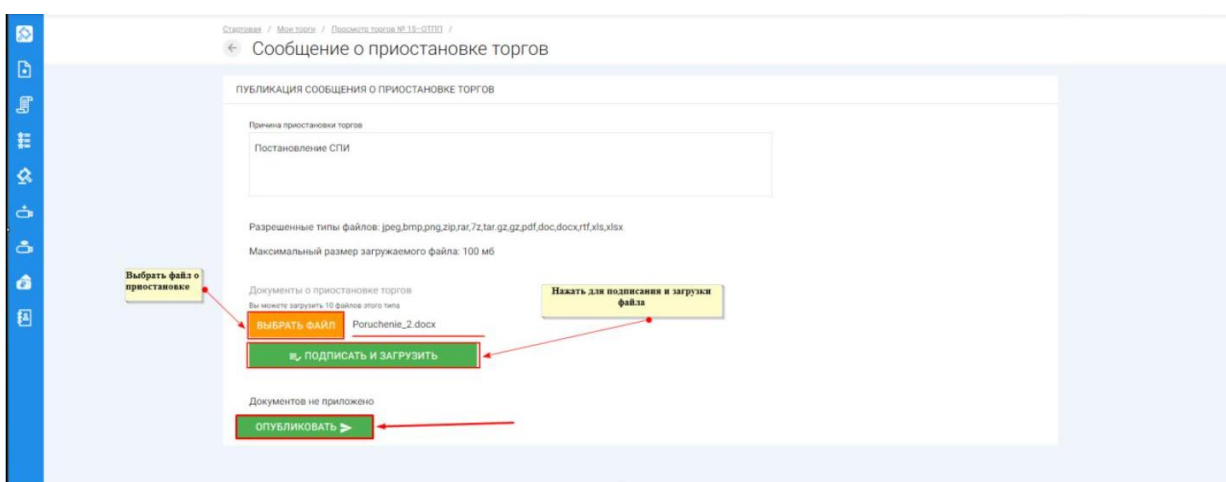 Стартовая / Мои торги / Просмотр торгов № 15-ОТПП /
Сообщение о приостановке торгов
ПУБЛИКАЦИЯ СООБЩЕНИЯ О ПРИОСТАНОВКЕ ТОРГОВ
Причина приостановки торгов
Постановление СПИ
Разрешенные типы файлов: jpeg,bmp,png,zip,rar,7z,tar.gz,gz,pdf,doc,docx,rtf,xls,xlsx
Максимальный размер загружаемого файла: 100 мб
Выбрать файл о
приостановке
Документы о приостановке торгов
Вы можете загрузить 10 файлов этого типа
Нажать для подписания и загрузки
файла
ВЫБРАТЬ ФАЙЛ Poruchenie_2.docx
ПОДПИСАТЬ И ЗАГРУЗИТЬ
Документов не приложено
ОПУБЛИКОВАТЬ